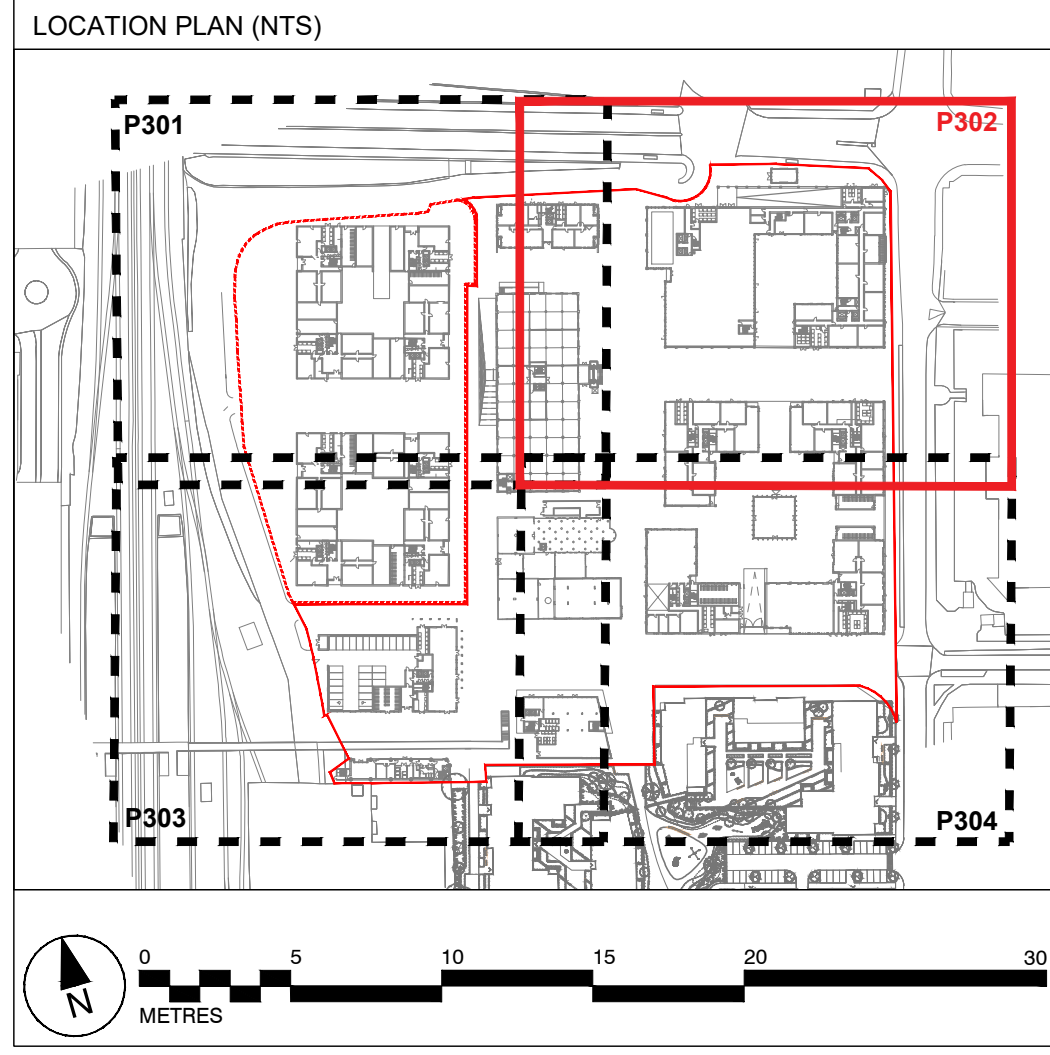 LOCATION PLAN (NTS)
P301
P302
P303
P304
0 5 10 15 20 30
METRES
N